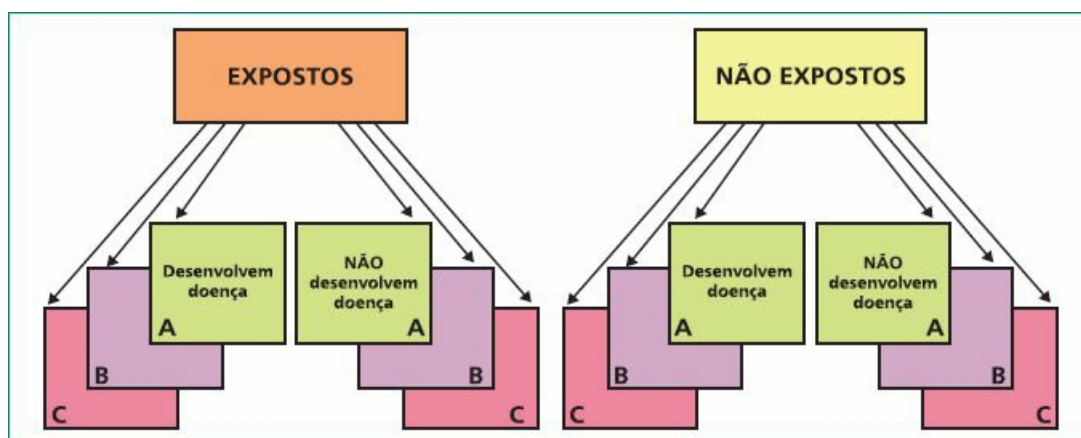 EXPOSTOS
NÃO EXPOSTOS
Desenvolvem
doença
A
B
C
NÃO
desenvolvem
doença
A
B
C
Desenvolvem
doença
A
B
C
NÃO
desenvolvem
doença
A
B
C